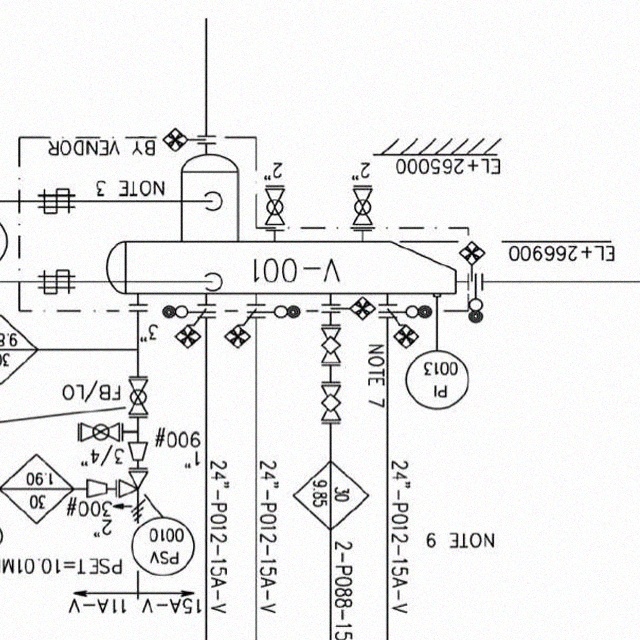 BY VENDOR
NOTE 3
2"
2"
EL+265000
EL+266900
V-001
3"
NOTE 7
PI
0013
FB/LO
3/4"
900#
1"
30
1.90
300#
2"
PSV
0010
30
9.85
30
24"-P012-15A-V
24"-P012-15A-V
2-P088-15
24"-P012-15A-V
NOTE 9
PSET=10.01M
11A-V
15A-V